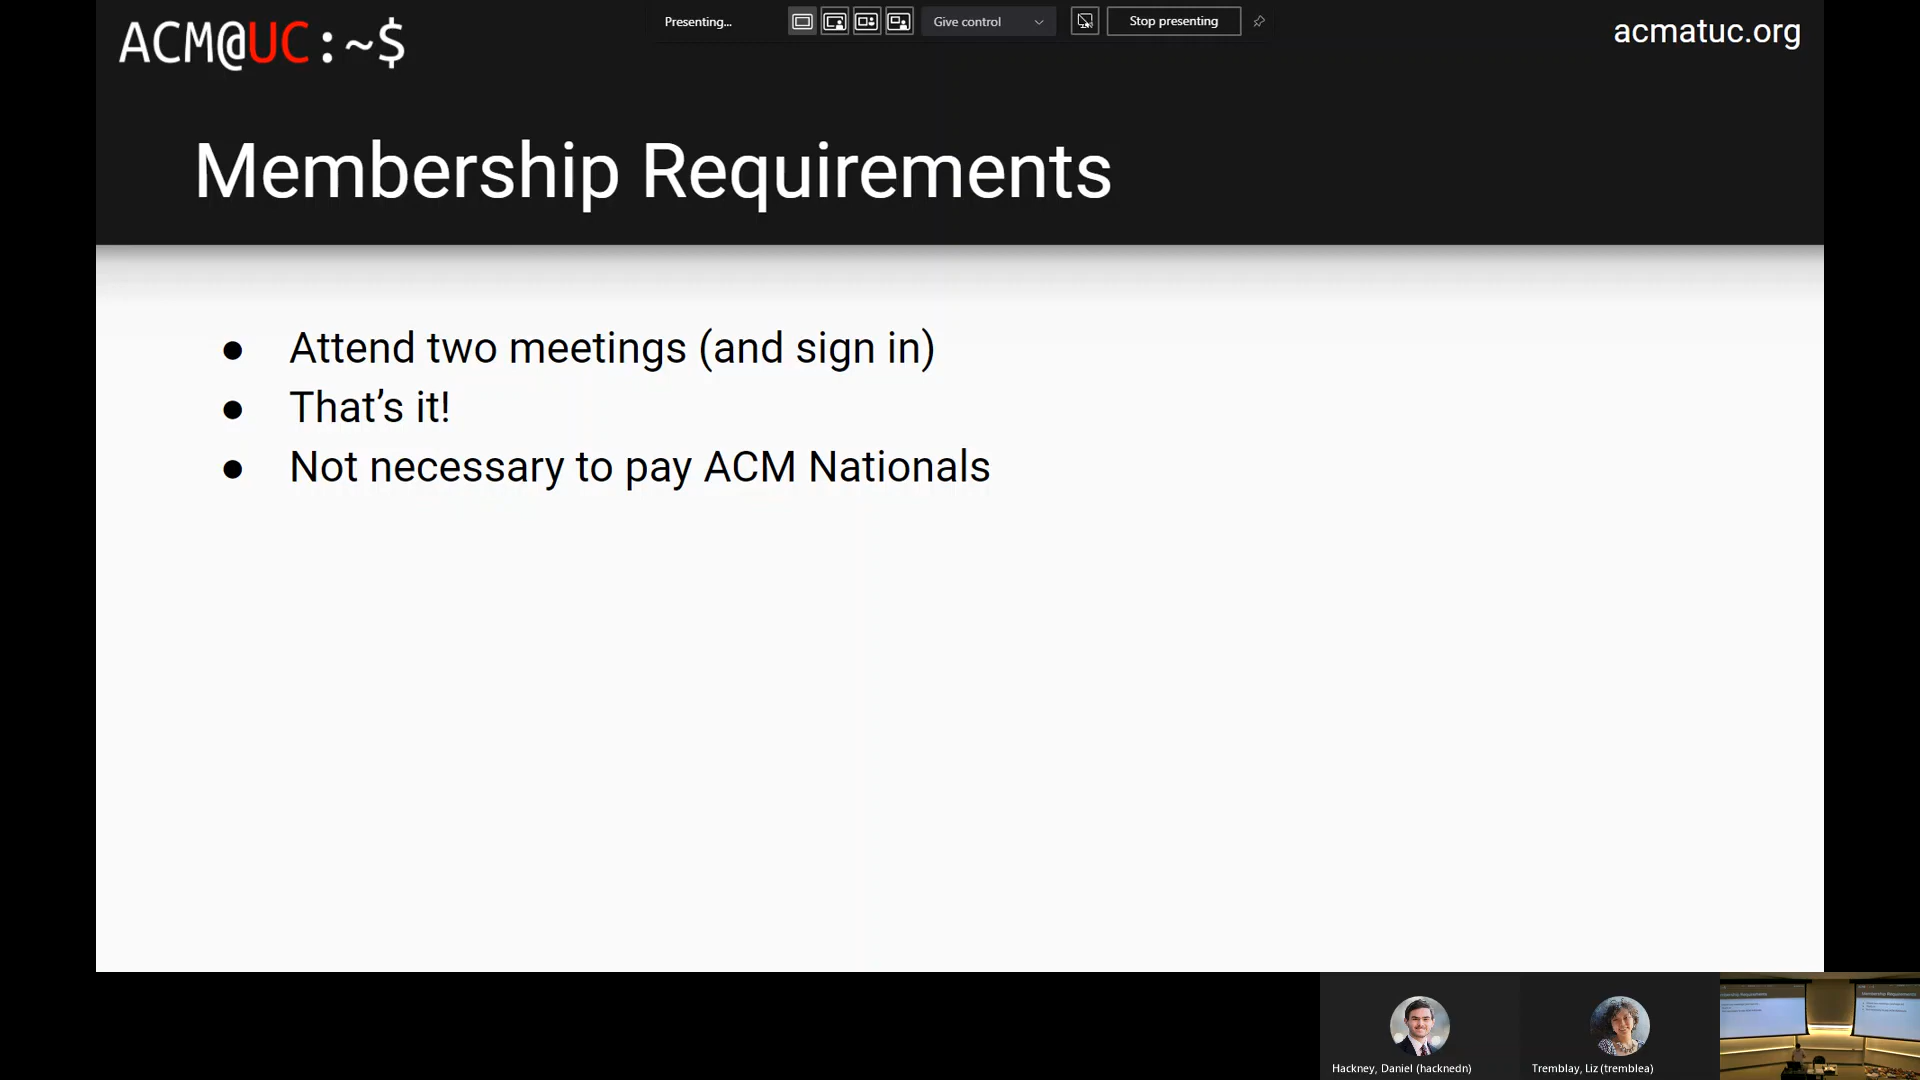 ACM@UC:~$
Presenting...
Give control
Stop presenting
acmatuc.org
Membership Requirements
● Attend two meetings (and sign in)
● That’s it!
● Not necessary to pay ACM Nationals
Hackney, Daniel (hacknedn)
Tremblay, Liz (tremblea)